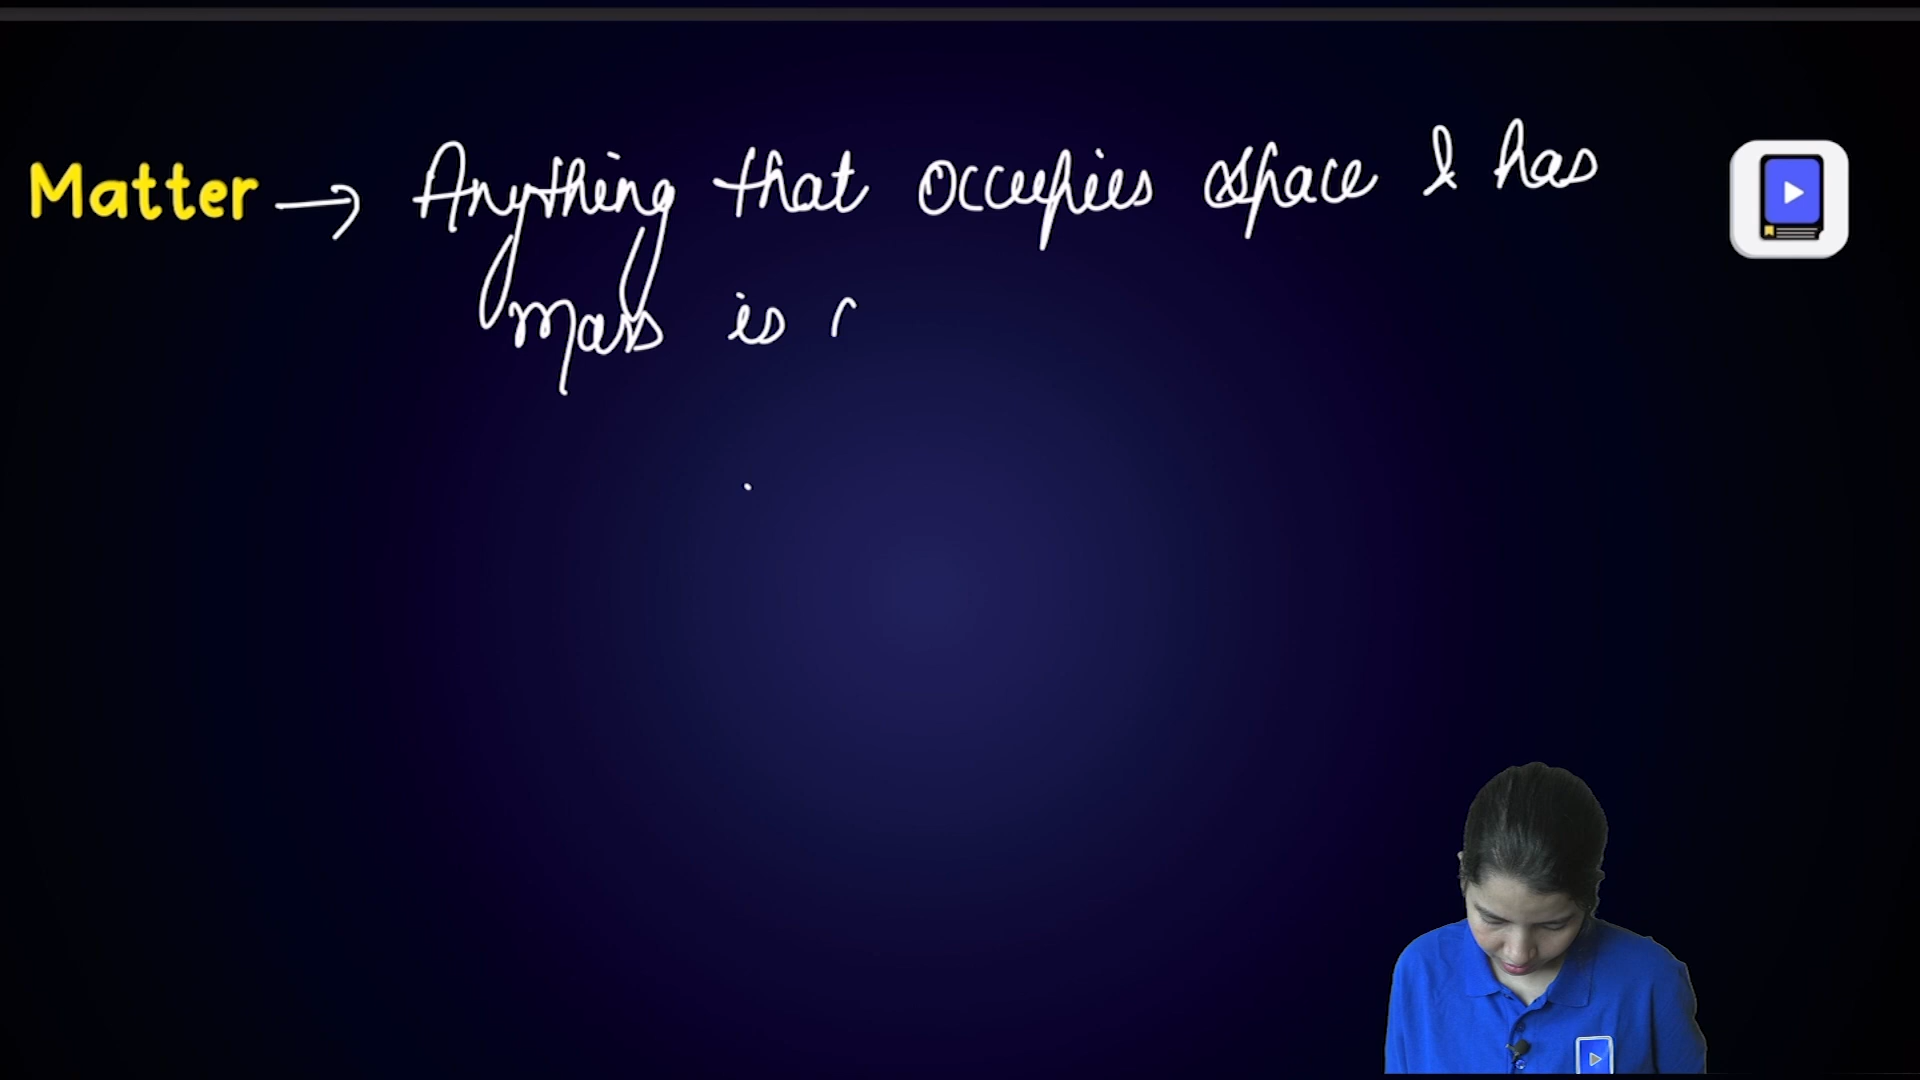 Matter → Anything that occupies space & has
mass is